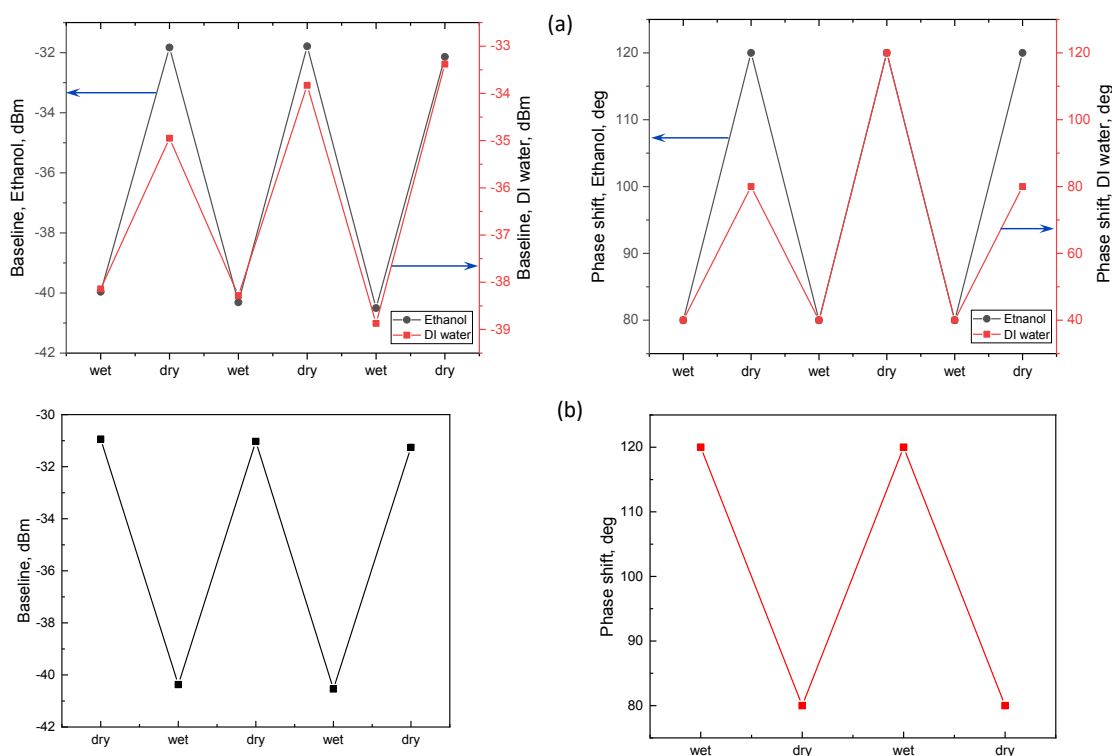 (a)
Baseline, Ethanol, dBm
-32
-34
-36
-38
-40
-42
wet dry wet dry wet dry
-33
-34
-35
-36
-37
-38
-39
Baseline, DI water, dBm
Ethanol
DI water
Phase shift, Ethanol, deg
120
110
100
90
80
wet dry wet dry wet dry
120
100
80
60
40
Phase shift, DI water, deg
Etnanol
DI water
(b)
Baseline, dBm
-30
-32
-34
-36
-38
-40
-42
dry wet dry wet dry
Phase shift, deg
120
110
100
90
80
wet dry wet dry